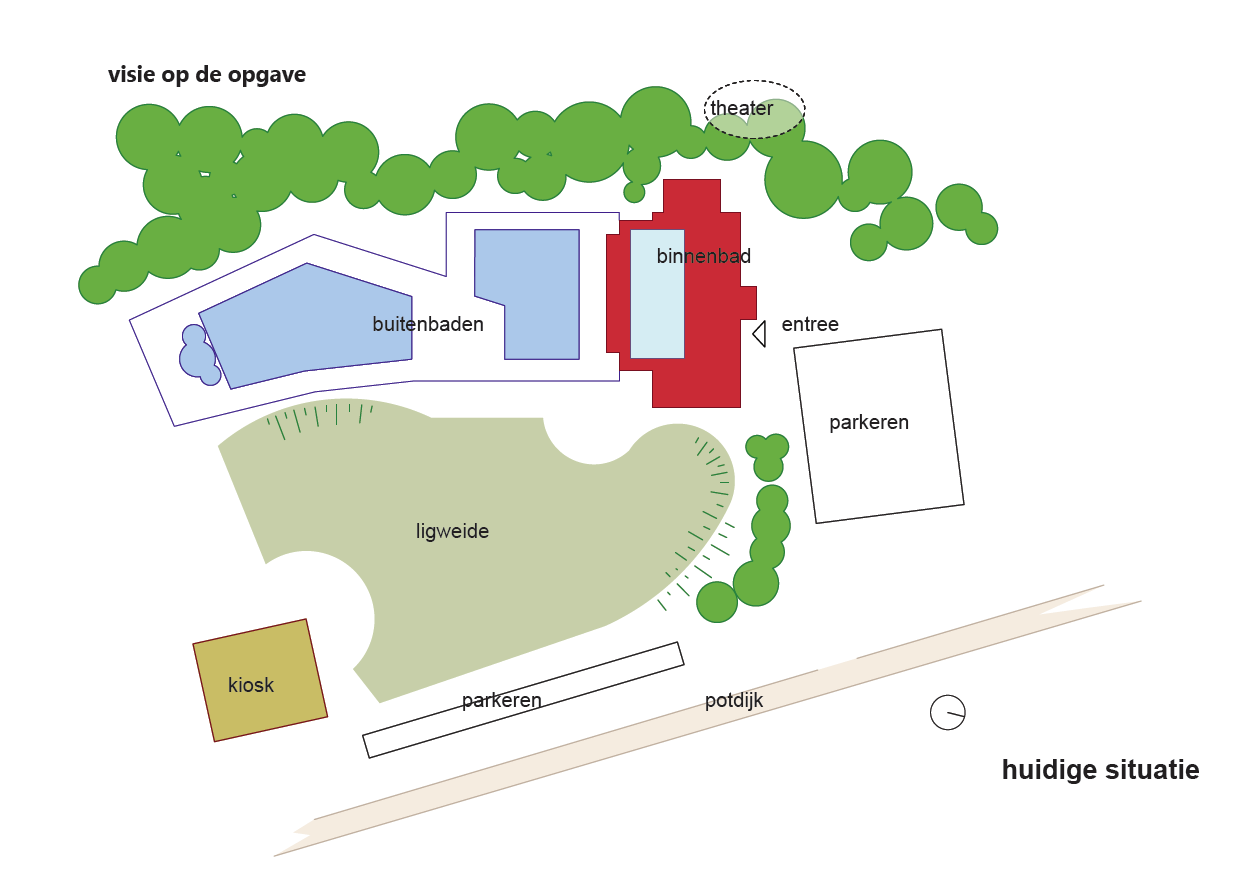 visie op de opgave
theater
binnenbad
buitenbaden
entree
parkeren
ligweide
kiosk
parkeren
potdijk
huidige situatie